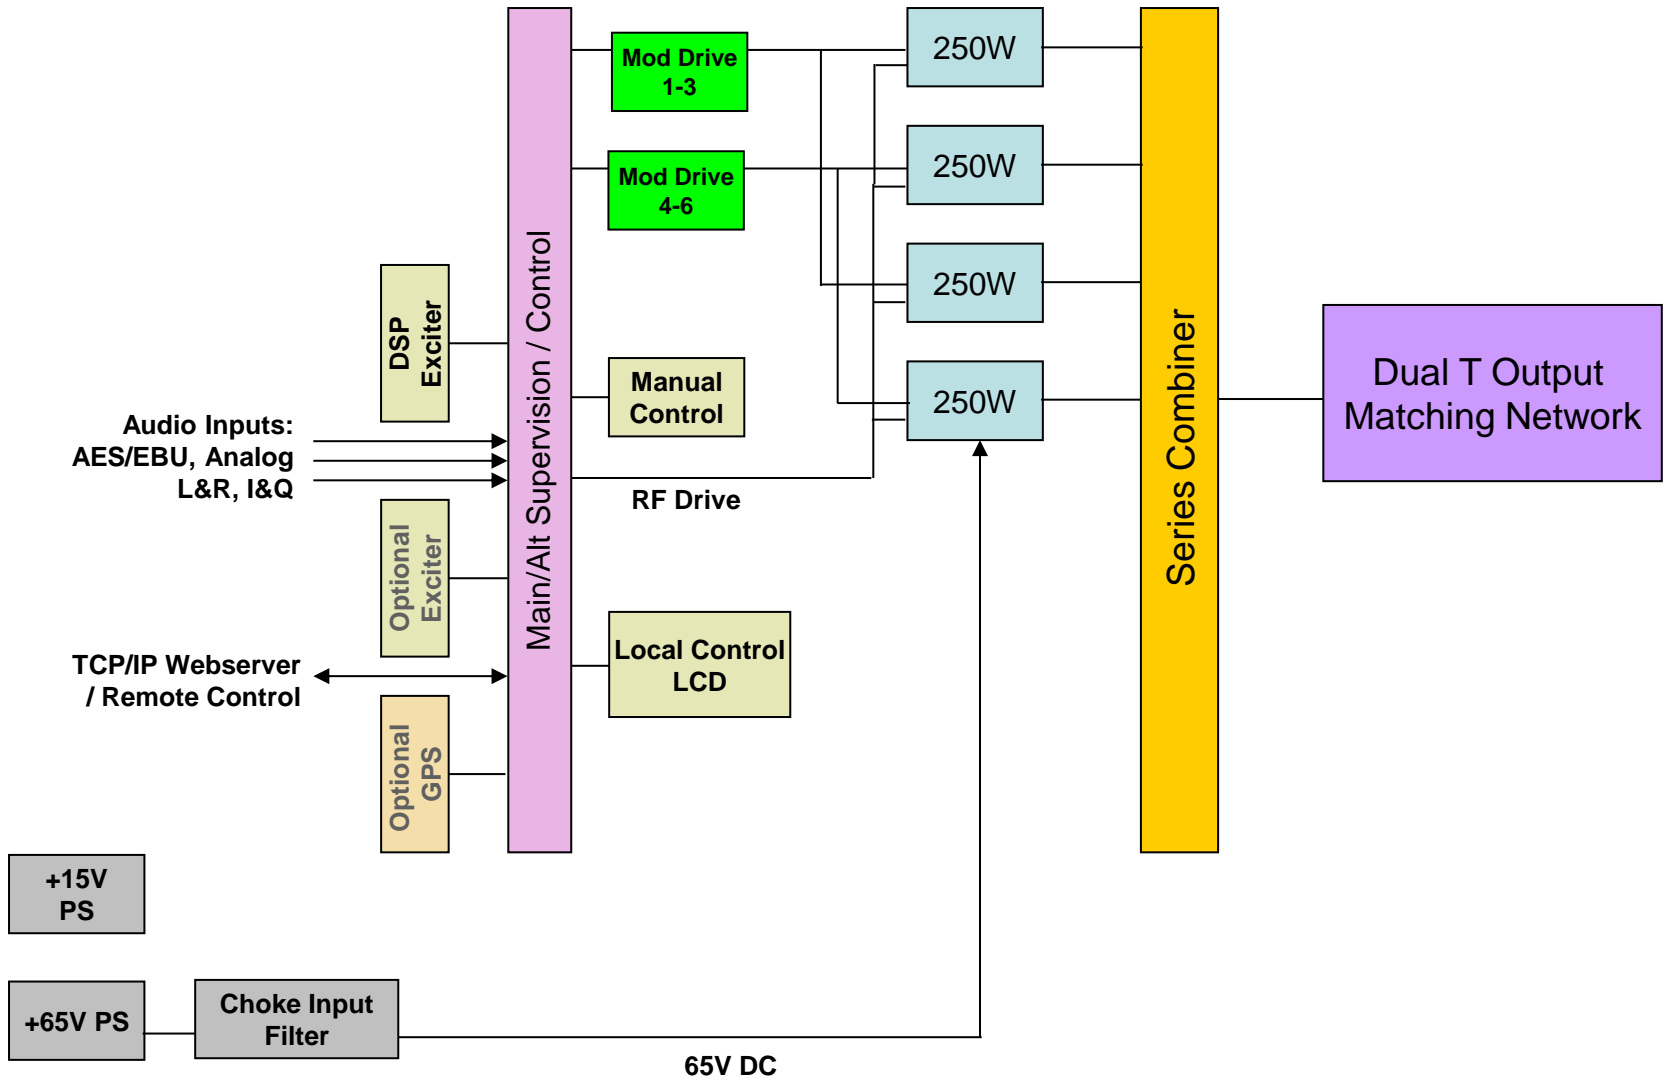 Mod Drive
1-3
250W
Mod Drive
4-6
250W
250W
250W
DSP
Exciter
Manual
Control
Audio Inputs:
AES/EBU, Analog
L&R, I&Q
RF Drive
Main/Alt Supervision / Control
Series Combiner
Dual T Output
Matching Network
Optional
Exciter
Local Control
LCD
TCP/IP Webserver
/ Remote Control
Optional
GPS
+15V
PS
+65V PS
Choke Input
Filter
65V DC